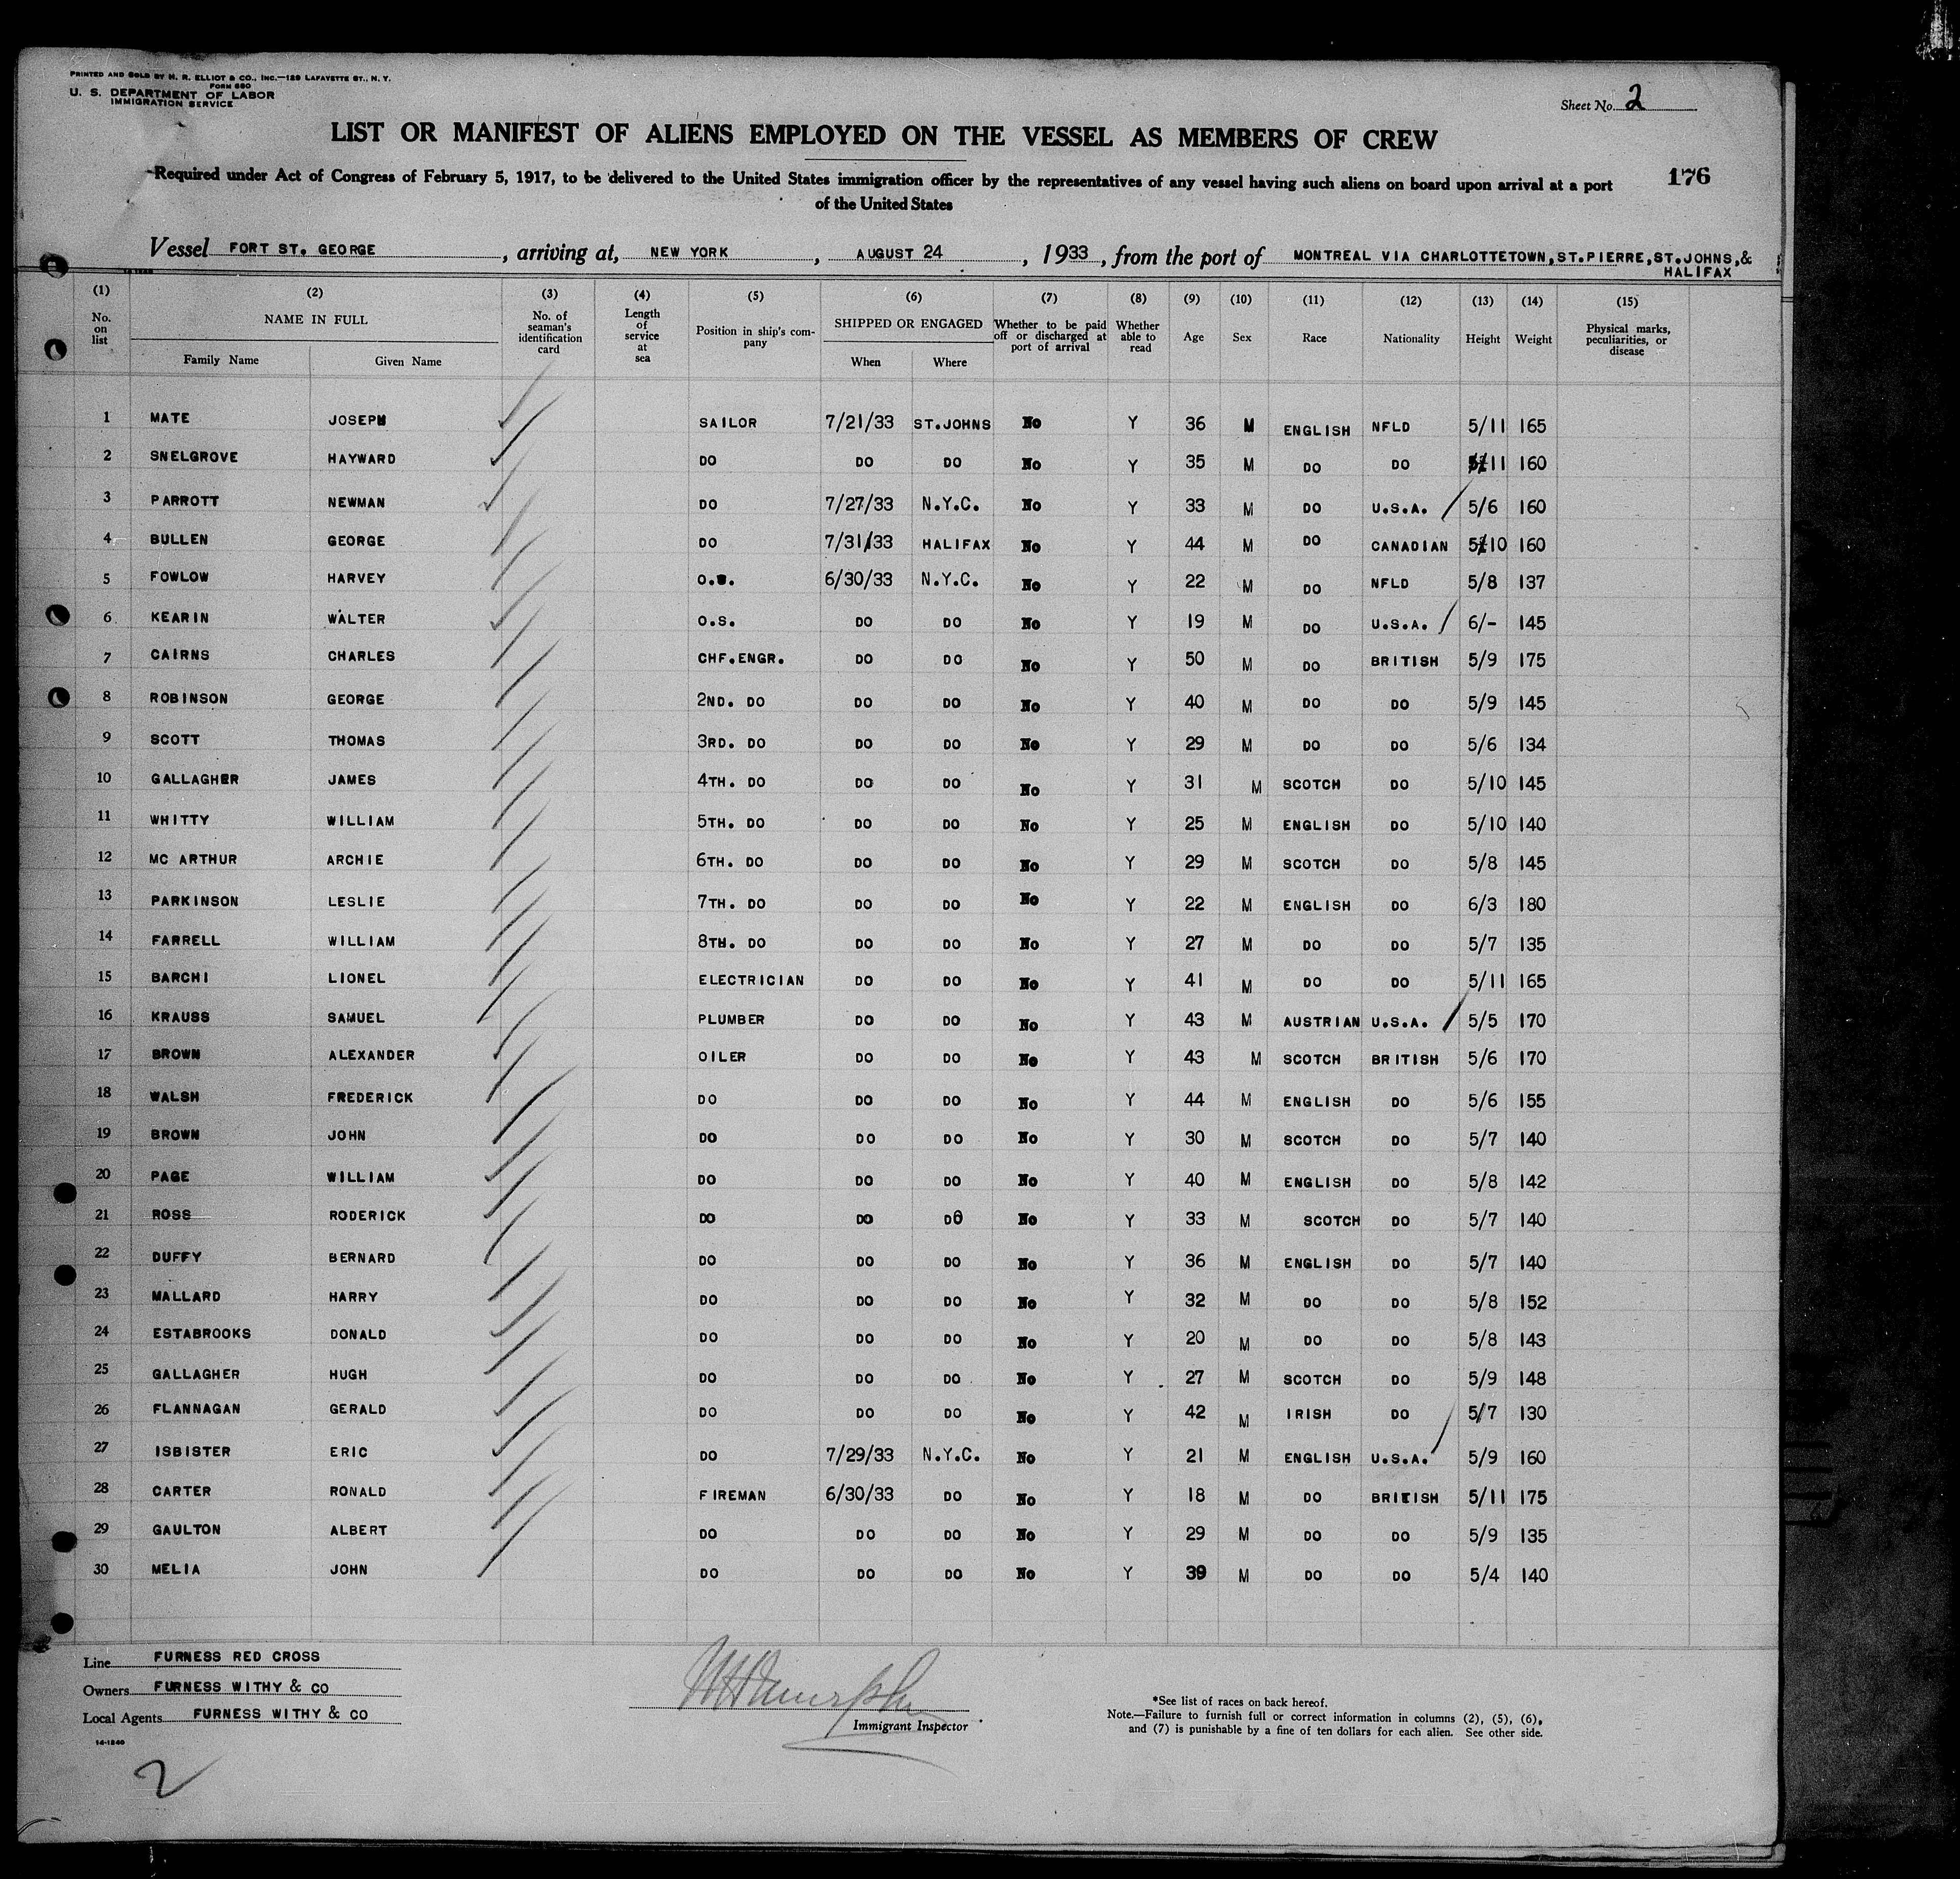 PRINTED AND SOLD BY M. R. ELLIOT & CO., INC.—129 LAFAYETTE ST., N. Y.
FORM 680
U. S. DEPARTMENT OF LABOR
IMMIGRATION SERVICE
Sheet No. 2
LIST OR MANIFEST OF ALIENS EMPLOYED ON THE VESSEL AS MEMBERS OF CREW
176
Required under Act of Congress of February 5, 1917, to be delivered to the United States immigration officer by the representatives of any vessel having such aliens on board upon arrival at a port
of the United States
Vessel FORT ST. GEORGE, arriving at, NEW YORK, AUGUST 24, 1933, from the port of MONTREAL VIA CHARLOTTETOWN,ST.PIERRE,ST.JOHNS,&
HALIFAX
(1) (2) (3) (4) (5) (6) (7) (8) (9) (10) (11) (12) (13) (14) (15)
No. on list NAME IN FULL Family Name Given Name No. of seaman's identification card Length of service at sea Position in ship's company SHIPPED OR ENGAGED When Where Whether to be paid off or discharged at port of arrival Whether able to read Age Sex Race Nationality Height Weight Physical marks, peculiarities, or disease
1 MATE JOSEPH SAILOR 7/21/33 ST.JOHNS No Y 36 M ENGLISH NFLD 5/11 165
2 SNELGROVE HAYWARD DO DO DO No Y 35 M DO DO 5/11 160
3 PARROTT NEWMAN DO 7/27/33 N.Y.C. No Y 33 M DO U.S.A. 5/6 160
4 BULLEN GEORGE DO 7/31/33 HALIFAX No Y 44 M DO CANADIAN 5/10 160
5 FOWLOW HARVEY O.S. 6/30/33 N.Y.C. No Y 22 M DO NFLD 5/8 137
6 KEARIN WALTER O.S. DO DO No Y 19 M DO U.S.A. 6/- 145
7 CAIRNS CHARLES CHF.ENGR. DO DO No Y 50 M DO BRITISH 5/9 175
8 ROBINSON GEORGE 2ND. DO DO DO No Y 40 M DO DO 5/9 145
9 SCOTT THOMAS 3RD. DO DO DO No Y 29 M DO DO 5/6 134
10 GALLAGHER JAMES 4TH. DO DO DO No Y 31 M SCOTCH DO 5/10 145
11 WHITTY WILLIAM 5TH. DO DO DO No Y 25 M ENGLISH DO 5/10 140
12 MC ARTHUR ARCHIE 6TH. DO DO DO No Y 29 M SCOTCH DO 5/8 145
13 PARKINSON LESLIE 7TH. DO DO DO No Y 22 M ENGLISH DO 6/3 180
14 FARRELL WILLIAM 8TH. DO DO DO No Y 27 M DO DO 5/7 135
15 BARCHI LIONEL ELECTRICIAN DO DO No Y 41 M DO DO 5/11 165
16 KRAUSS SAMUEL PLUMBER DO DO No Y 43 M AUSTRIAN U.S.A. 5/5 170
17 BROWN ALEXANDER OILER DO DO No Y 43 M SCOTCH BRITISH 5/6 170
18 WALSH FREDERICK DO DO DO No Y 44 M ENGLISH DO 5/6 155
19 BROWN JOHN DO DO DO No Y 30 M SCOTCH DO 5/7 140
20 PAGE WILLIAM DO DO DO No Y 40 M ENGLISH DO 5/8 142
21 ROSS RODERICK DO DO DO No Y 33 M SCOTCH DO 5/7 140
22 DUFFY BERNARD DO DO DO No Y 36 M ENGLISH DO 5/7 140
23 MALLARD HARRY DO DO DO No Y 32 M DO DO 5/8 152
24 ESTABROOKS DONALD DO DO DO No Y 20 M DO DO 5/8 143
25 GALLAGHER HUGH DO DO DO No Y 27 M SCOTCH DO 5/9 148
26 FLANNAGAN GERALD DO DO DO No Y 42 M IRISH DO 5/7 130
27 ISBISTER ERIC DO 7/29/33 N.Y.C. No Y 21 M ENGLISH U.S.A. 5/9 160
28 CARTER RONALD FIREMAN 6/30/33 DO No Y 18 M DO BRITISH 5/11 175
29 GAULTON ALBERT DO DO DO No Y 29 M DO DO 5/9 135
30 MELIA JOHN DO DO DO No Y 39 M DO DO 5/4 140
Line FURNESS RED CROSS
Owners FURNESS WITHY & CO
Local Agents FURNESS WITHY & CO
14-1240
Immigrant Inspector
*See list of races on back hereof.
Note.—Failure to furnish full or correct information in columns (2), (5), (6),
and (7) is punishable by a fine of ten dollars for each alien. See other side.
2